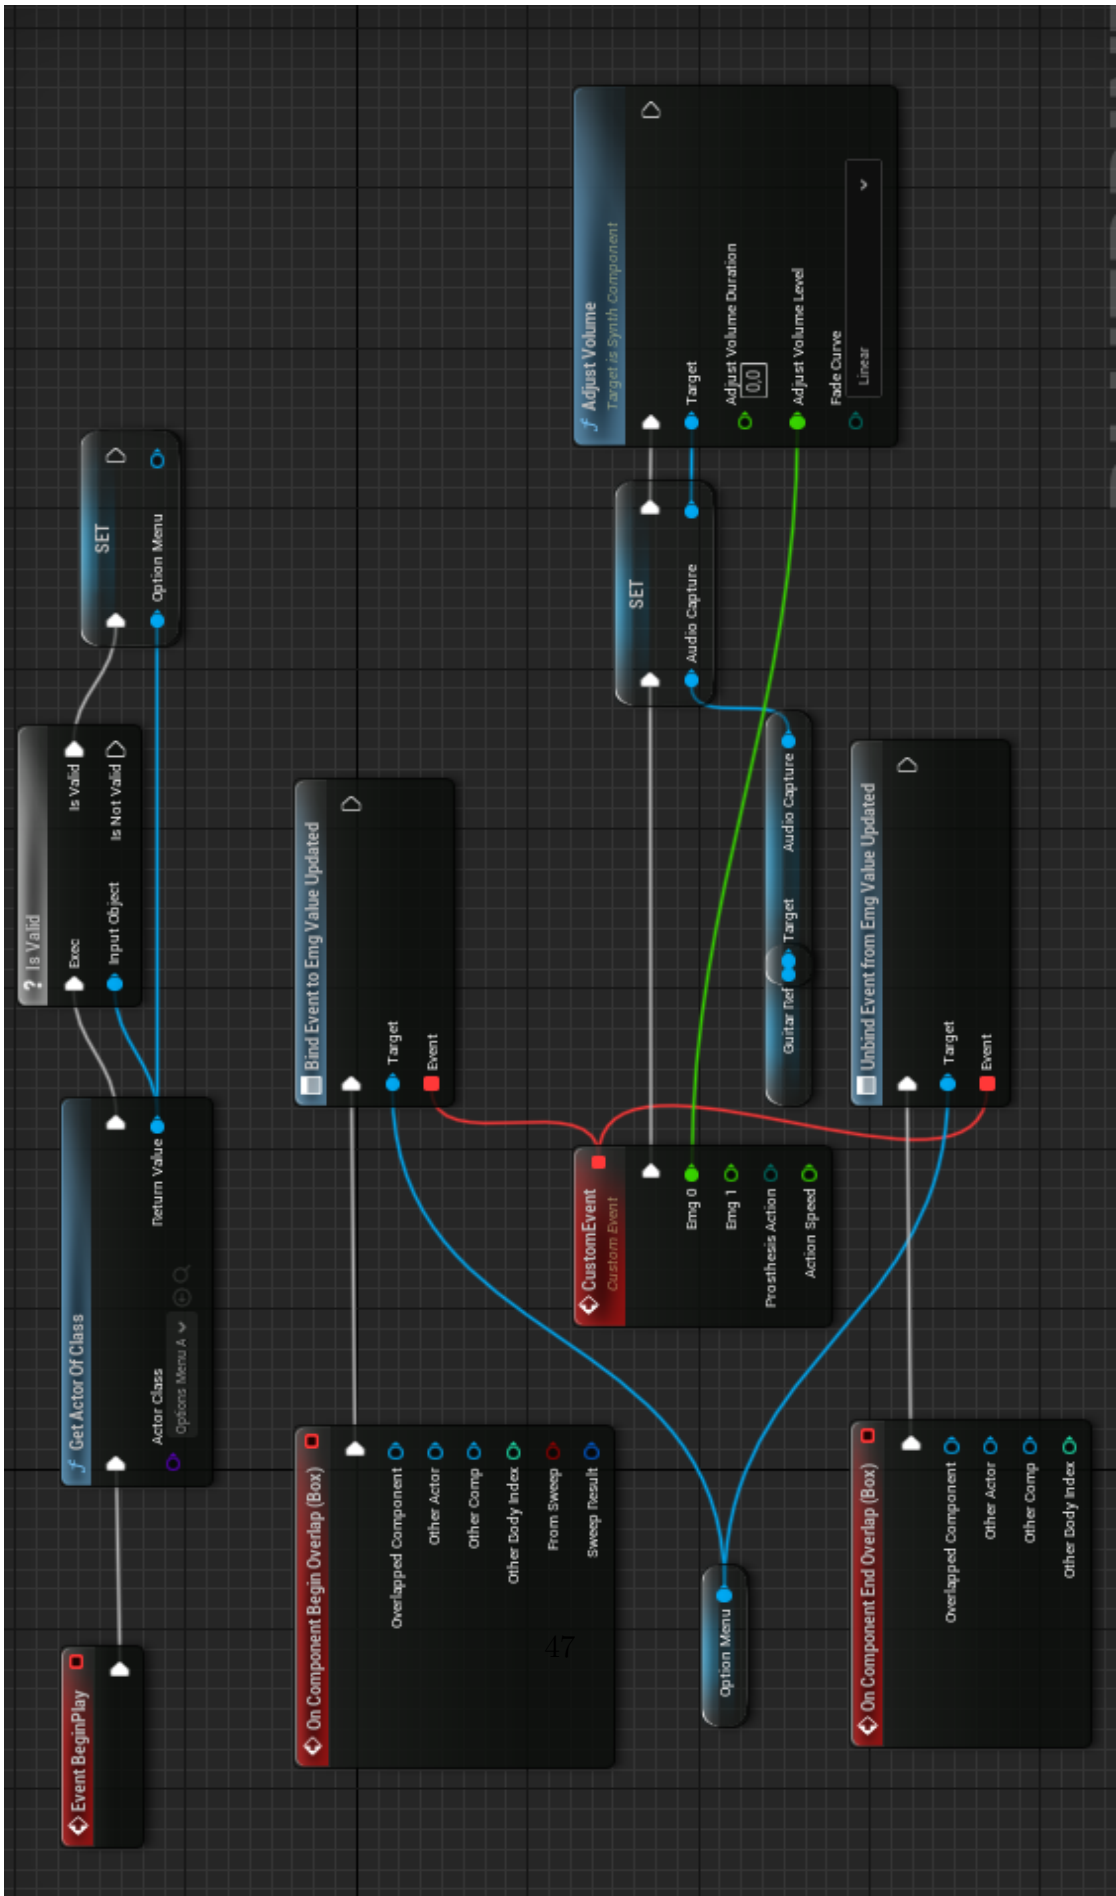 Event BeginPlay
Get Actor Of Class
Actor Class
Options Menu A
Return Value
? Is Valid
Exec
Is Valid
Input Object
Is Not Valid
SET
Option Menu
On Component Begin Overlap (Box)
Overlapped Component
Other Actor
Other Comp
Other Body Index
From Sweep
Sweep Result
Bind Event to Emg Value Updated
Target
Event
Option Menu
CustomEvent
Custom Event
Emg 0
Emg 1
Prosthesis Action
Action Speed
SET
Audio Capture
Guitar Ref
Target
Audio Capture
f Adjust Volume
Target is Synth Component
Target
Adjust Volume Duration
0,0
Adjust Volume Level
Fade Curve
Linear
On Component End Overlap (Box)
Overlapped Component
Other Actor
Other Comp
Other Body Index
Unbind Event from Emg Value Updated
Target
Event
47